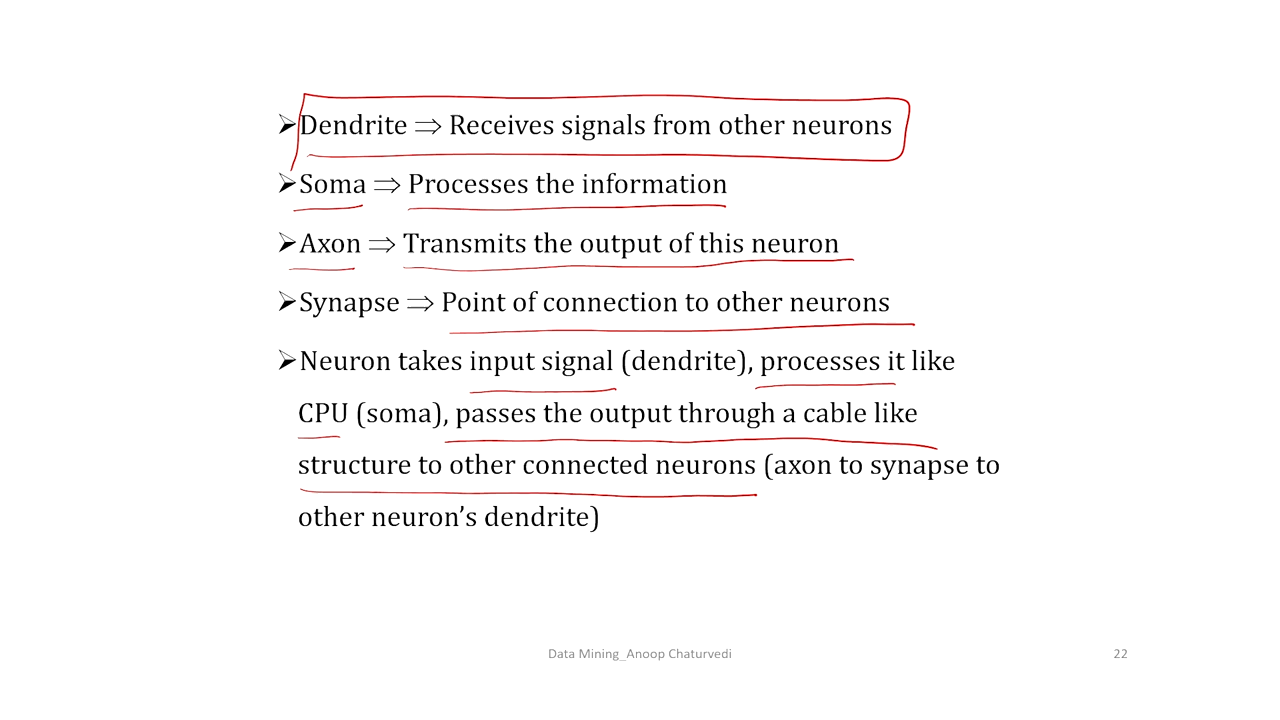 ➢Dendrite ⇒ Receives signals from other neurons
➢Soma ⇒ Processes the information
➢Axon ⇒ Transmits the output of this neuron
➢Synapse ⇒ Point of connection to other neurons
➢Neuron takes input signal (dendrite), processes it like
CPU (soma), passes the output through a cable like
structure to other connected neurons (axon to synapse to
other neuron’s dendrite)
Data Mining_Anoop Chaturvedi
22